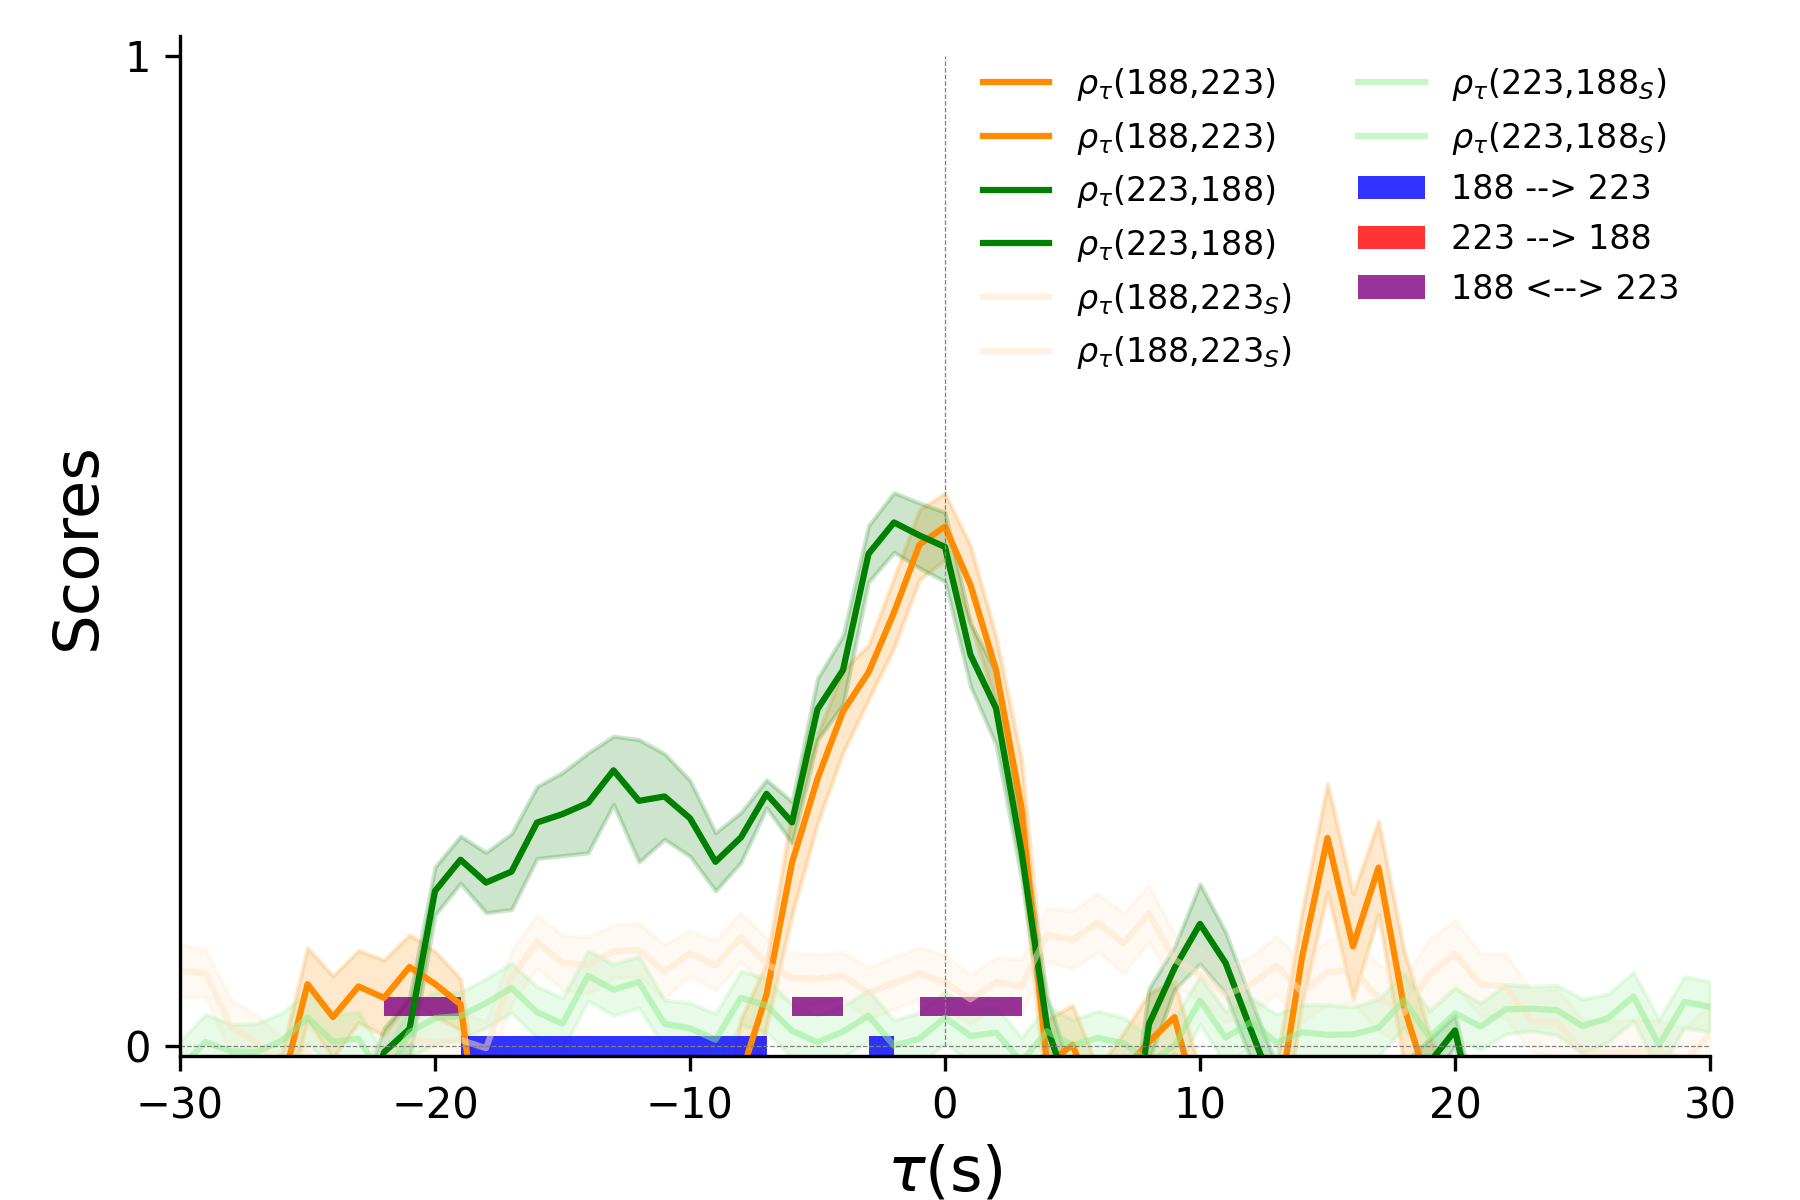 1
ρτ(188,223) ρτ(223,188S)
ρτ(188,223) ρτ(223,188S)
ρτ(223,188) 188 --> 223
ρτ(223,188) 223 --> 188
ρτ(188,223S) 188 <--> 223
ρτ(188,223S)
Scores
0
−30 −20 −10 0 10 20 30
τ(s)